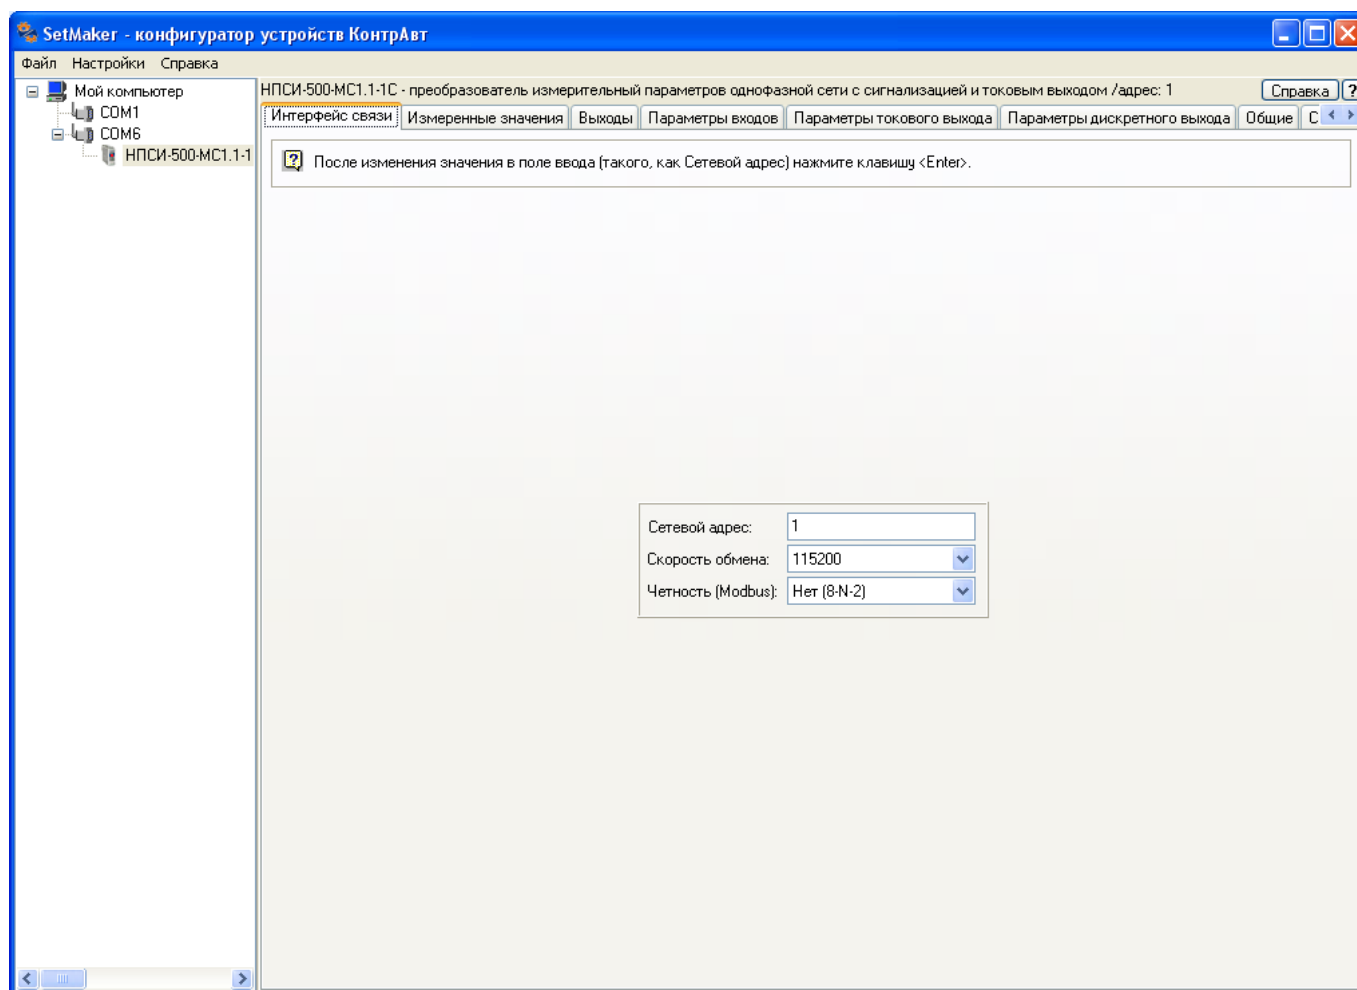 SetMaker - конфигуратор устройств КонтрАвт
Файл Настройки Справка
Мой компьютер
COM1
COM6
НПСИ-500-МС1.1-1
НПСИ-500-МС1.1-1С - преобразователь измерительный параметров однофазной сети с сигнализацией и токовым выходом /адрес: 1
Справка ?
Интерфейс связи Измеренные значения Выходы Параметры входов Параметры токового выхода Параметры дискретного выхода Общие С
После изменения значения в поле ввода (такого, как Сетевой адрес) нажмите клавишу <Enter>.
Сетевой адрес: 1
Скорость обмена: 115200
Четность (Modbus): Нет (8-N-2)